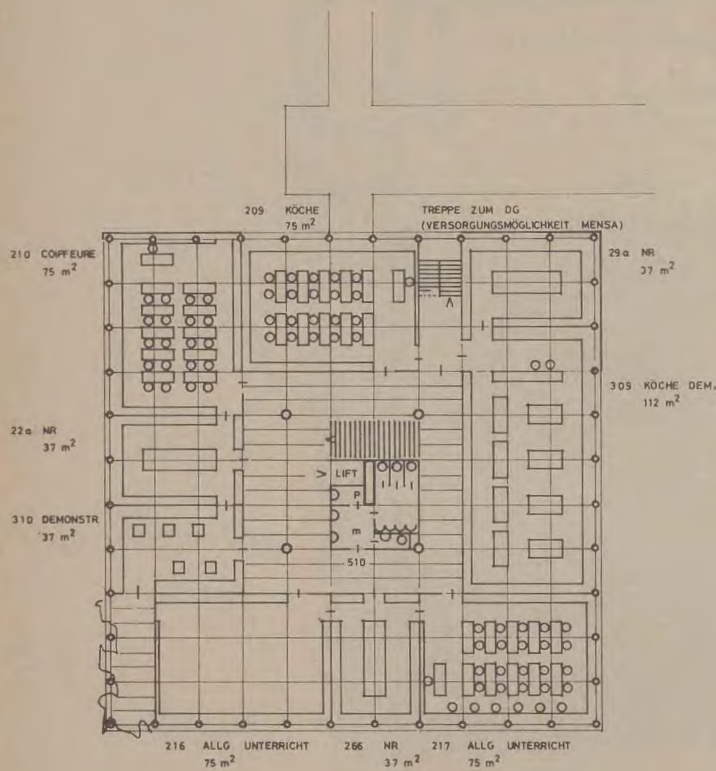 209 KÖCHE
75 m²
TREPPE ZUM DG
(VERSORGUNGSMÖGLICHKEIT MENSA)
210 COIFFEURE
75 m²
29a NR
37 m²
309 KÖCHE DEM.
112 m²
22a NR
37 m²
LIFT
P
310 DEMONSTR
37 m²
m
510
216 ALLG UNTERRICHT
75 m²
266 NR
37 m²
217 ALLG UNTERRICHT
75 m²